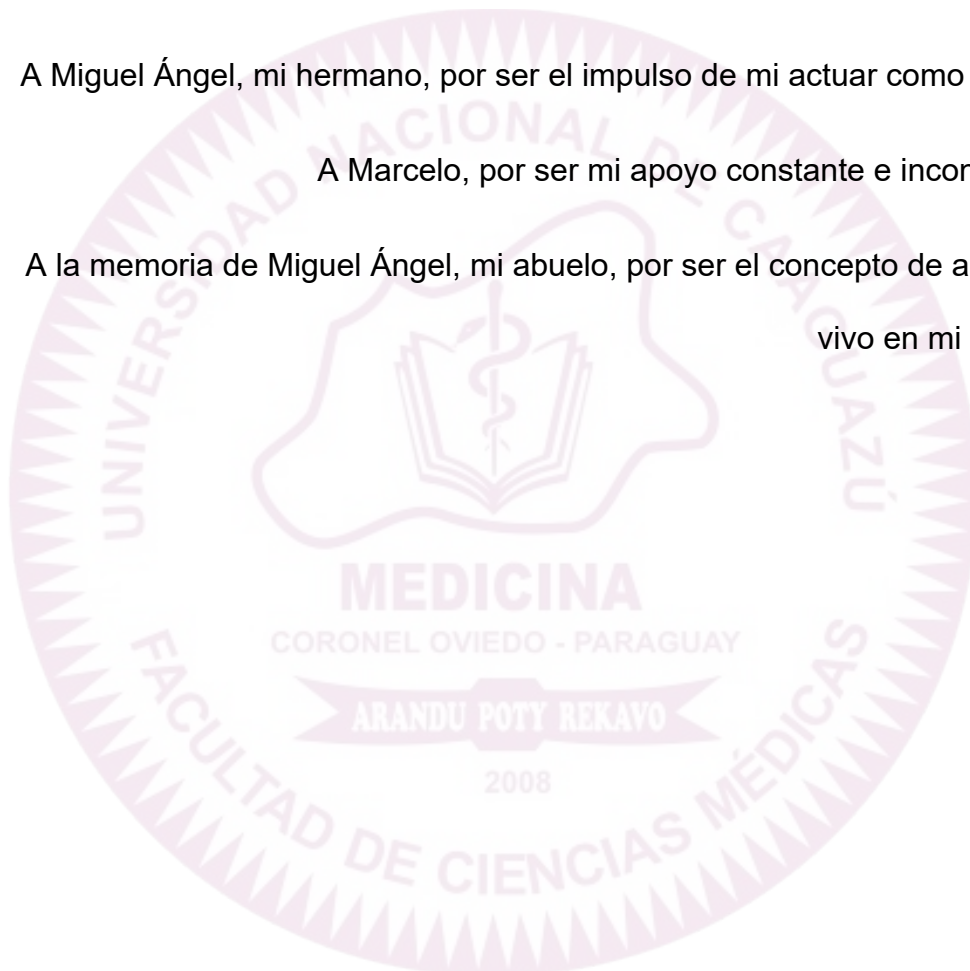 A Miguel Ángel, mi hermano, por ser el impulso de mi actuar como
A Marcelo, por ser mi apoyo constante e
A la memoria de Miguel Ángel, mi abuelo, por ser el concepto de
vivo en mi
UNIVERSIDAD NACIONAL DE CAAGUAZÚ
MEDICINA
CORONEL OVIEDO - PARAGUAY
ARANDU POTY REKAVO
2008
FACULTAD DE CIENCIAS MÉDICAS